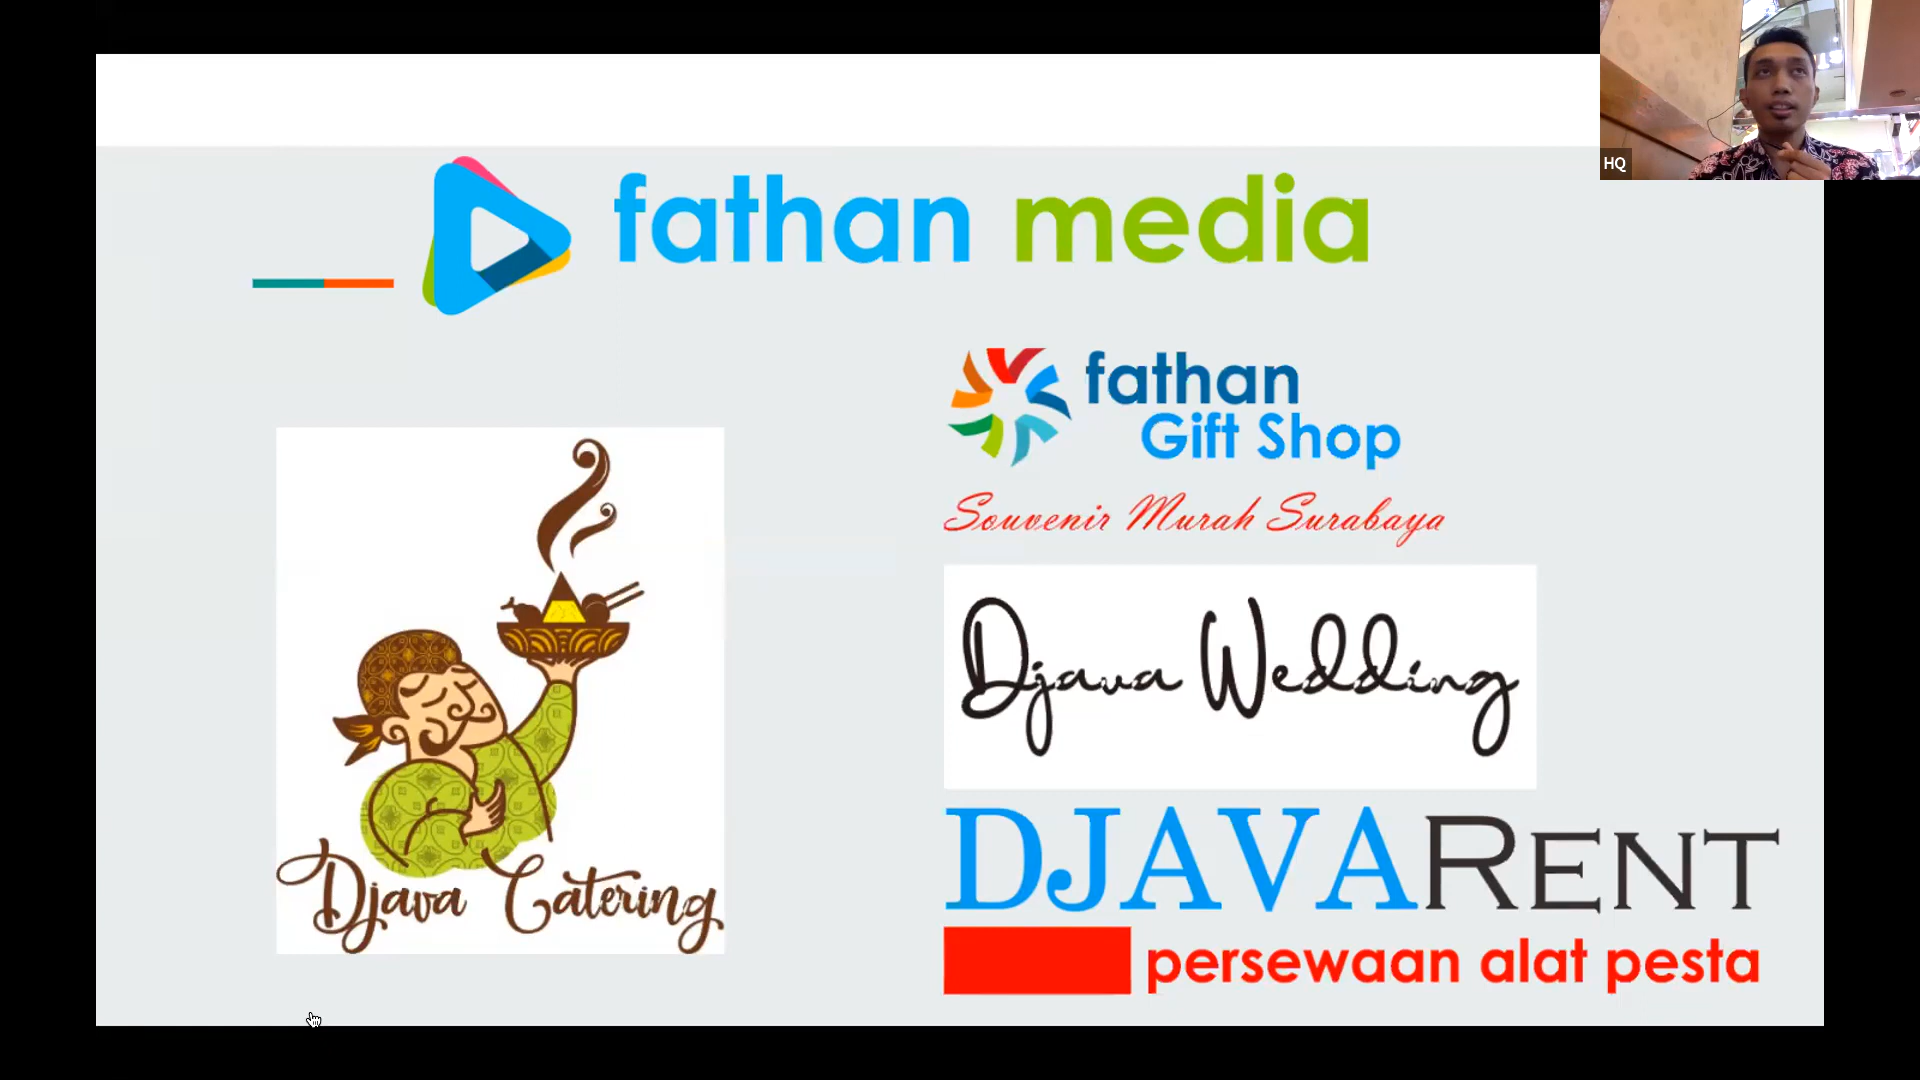 HQ
fathan media
fathan
Gift Shop
Souvenir Murah Surabaya
Djava Catering
Djava Wedding
DJAVARENT
persewaan alat pesta